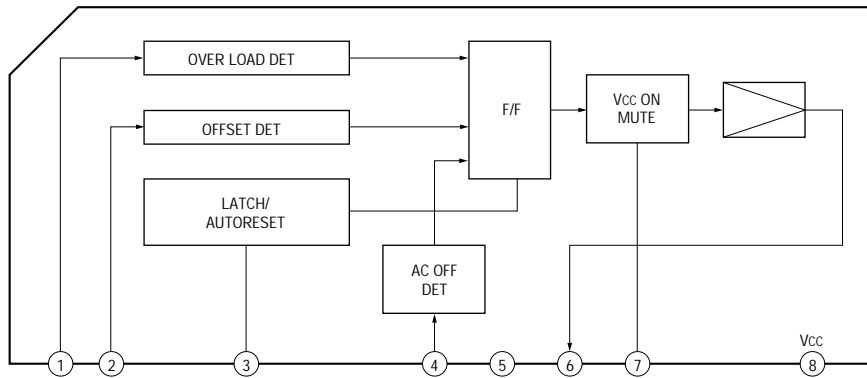 OVER LOAD DET
OFFSET DET
LATCH/
AUTORESET
F/F
VCC ON
MUTE
AC OFF
DET
VCC
1
2
3
4
5
6
7
8